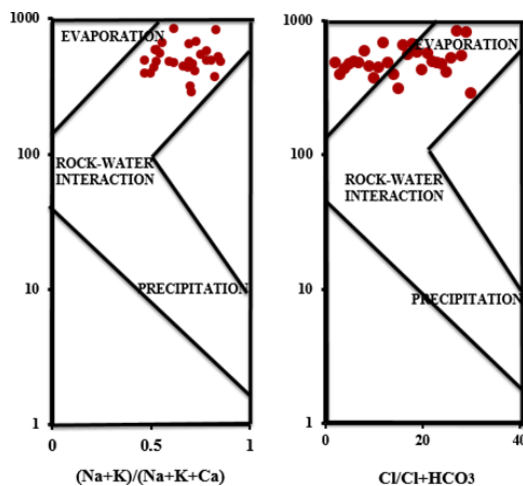 1000
EVAPORATION
100
ROCK-WATER
INTERACTION
10
PRECIPITATION
1
0
0.5
1
(Na+K)/(Na+K+Ca)
1000
EVAPORATION
100
ROCK-WATER
INTERACTION
10
PRECIPITATION
1
0
20
40
Cl/Cl+HCO3